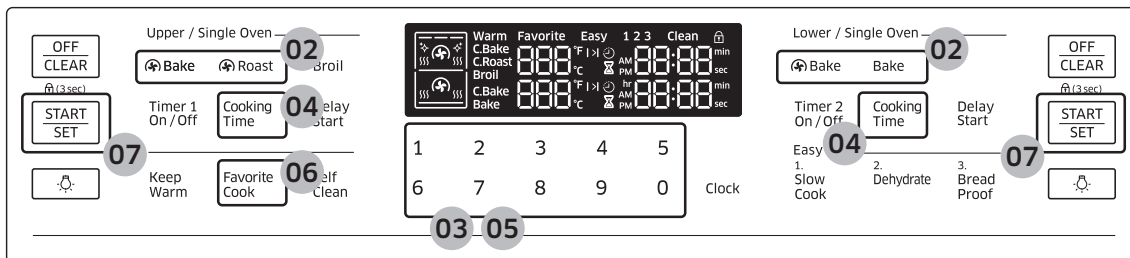 Upper / Single Oven
02
OFF
CLEAR
Bake
Roast
Broil
(3 sec)
START
SET
07
Timer 1
On / Off
Cooking
Time
04
Delay
Start
Keep
Warm
Favorite
Cook
06
Self
Clean
Warm Favorite Easy 1 2 3 Clean
C.Bake
C.Roast
Broil
°F
°C
AM
PM
min
sec
C.Bake
Bake
°F
°C
hr
AM
PM
min
sec
1 2 3 4 5
6 7 8 9 0
Clock
03 05
Lower / Single Oven
02
Bake
Bake
OFF
CLEAR
(3 sec)
START
SET
07
Timer 2
On / Off
Cooking
Time
04
Delay
Start
Easy
1.
Slow
Cook
2.
Dehydrate
3.
Bread
Proof